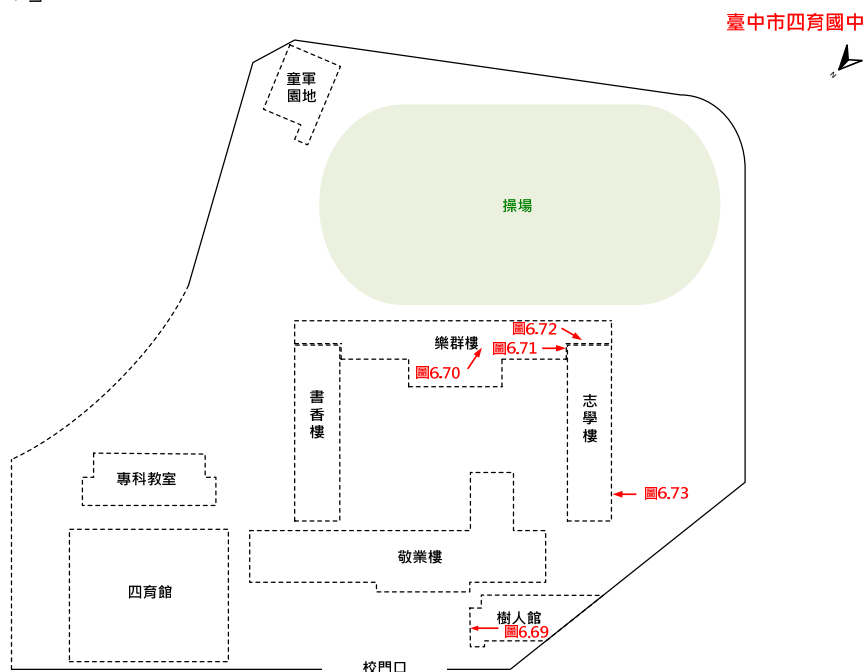 臺中市四育國中
N
童軍
園地
操場
圖6.72
樂群樓
圖6.71
圖6.70
書香樓
志學樓
專科教室
圖6.73
敬業樓
四育館
樹人館
圖6.69
校門口